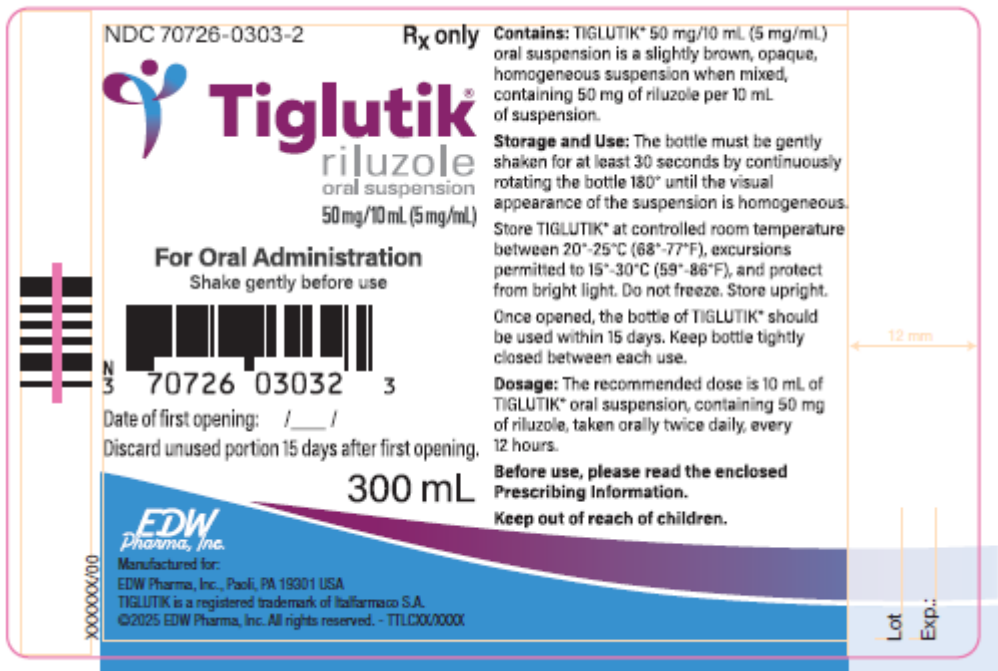 NDC 70726-0303-2
Rx only
Tiglutik®
riluzole
oral suspension
50 mg/10 mL (5 mg/mL)
For Oral Administration
Shake gently before use
N
3 70726 03032 3
Date of first opening: /___ /
Discard unused portion 15 days after first opening.
300 mL
EDW
Pharma, Inc.
Manufactured for:
EDW Pharma, Inc., Paoli, PA 19301 USA
TIGLUTIK is a registered trademark of Italfarmaco S.A.
©2025 EDW Pharma, Inc. All rights reserved. - TTLCXX/XXXX
XXXXXX/00
Contains: TIGLUTIK® 50 mg/10 mL (5 mg/mL)
oral suspension is a slightly brown, opaque,
homogeneous suspension when mixed,
containing 50 mg of riluzole per 10 mL
of suspension.
Storage and Use: The bottle must be gently
shaken for at least 30 seconds by continuously
rotating the bottle 180° until the visual
appearance of the suspension is homogeneous.
Store TIGLUTIK® at controlled room temperature
between 20°-25°C (68°-77°F), excursions
permitted to 15°-30°C (59°-86°F), and protect
from bright light. Do not freeze. Store upright.
Once opened, the bottle of TIGLUTIK® should
be used within 15 days. Keep bottle tightly
closed between each use.
Dosage: The recommended dose is 10 mL of
TIGLUTIK® oral suspension, containing 50 mg
of riluzole, taken orally twice daily, every
12 hours.
Before use, please read the enclosed
Prescribing Information.
Keep out of reach of children.
12 mm
Lot
Exp.: